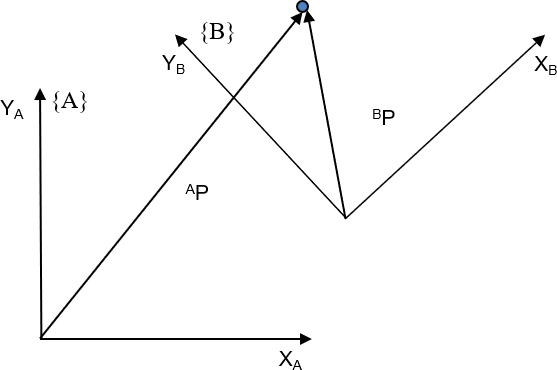 {B}
Y_B
X_B
{A}
Y_A
^BP
^AP
X_A